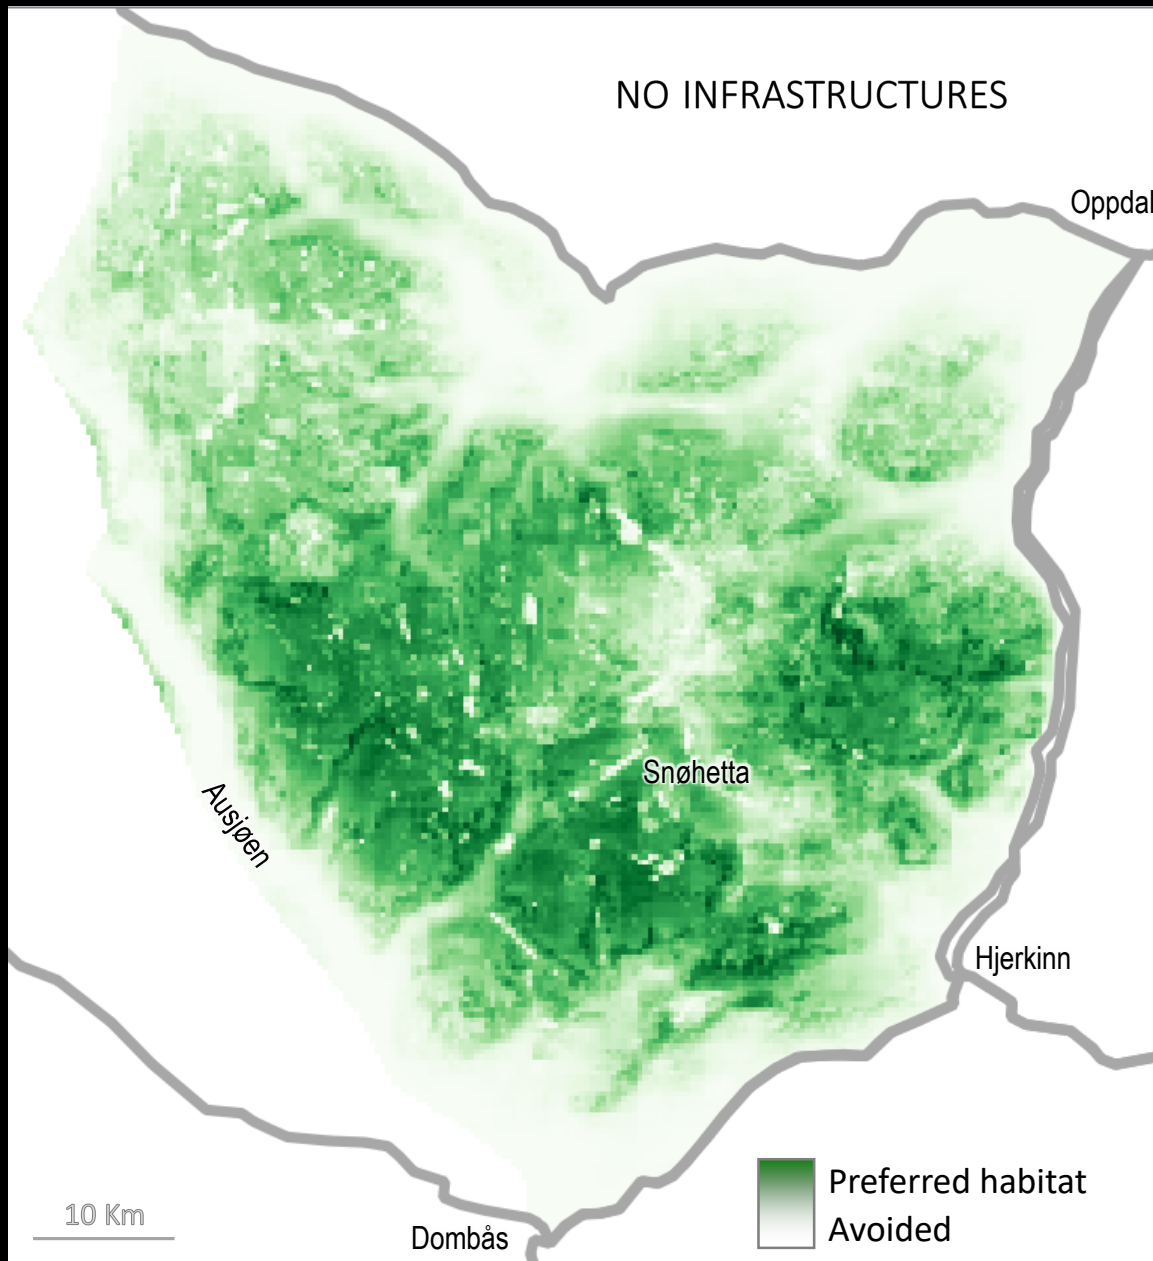 NO INFRASTRUCTURES
Oppdal
Snøhetta
Ausjøen
Hjerkinn
Preferred habitat
Avoided
10 Km
Dombås